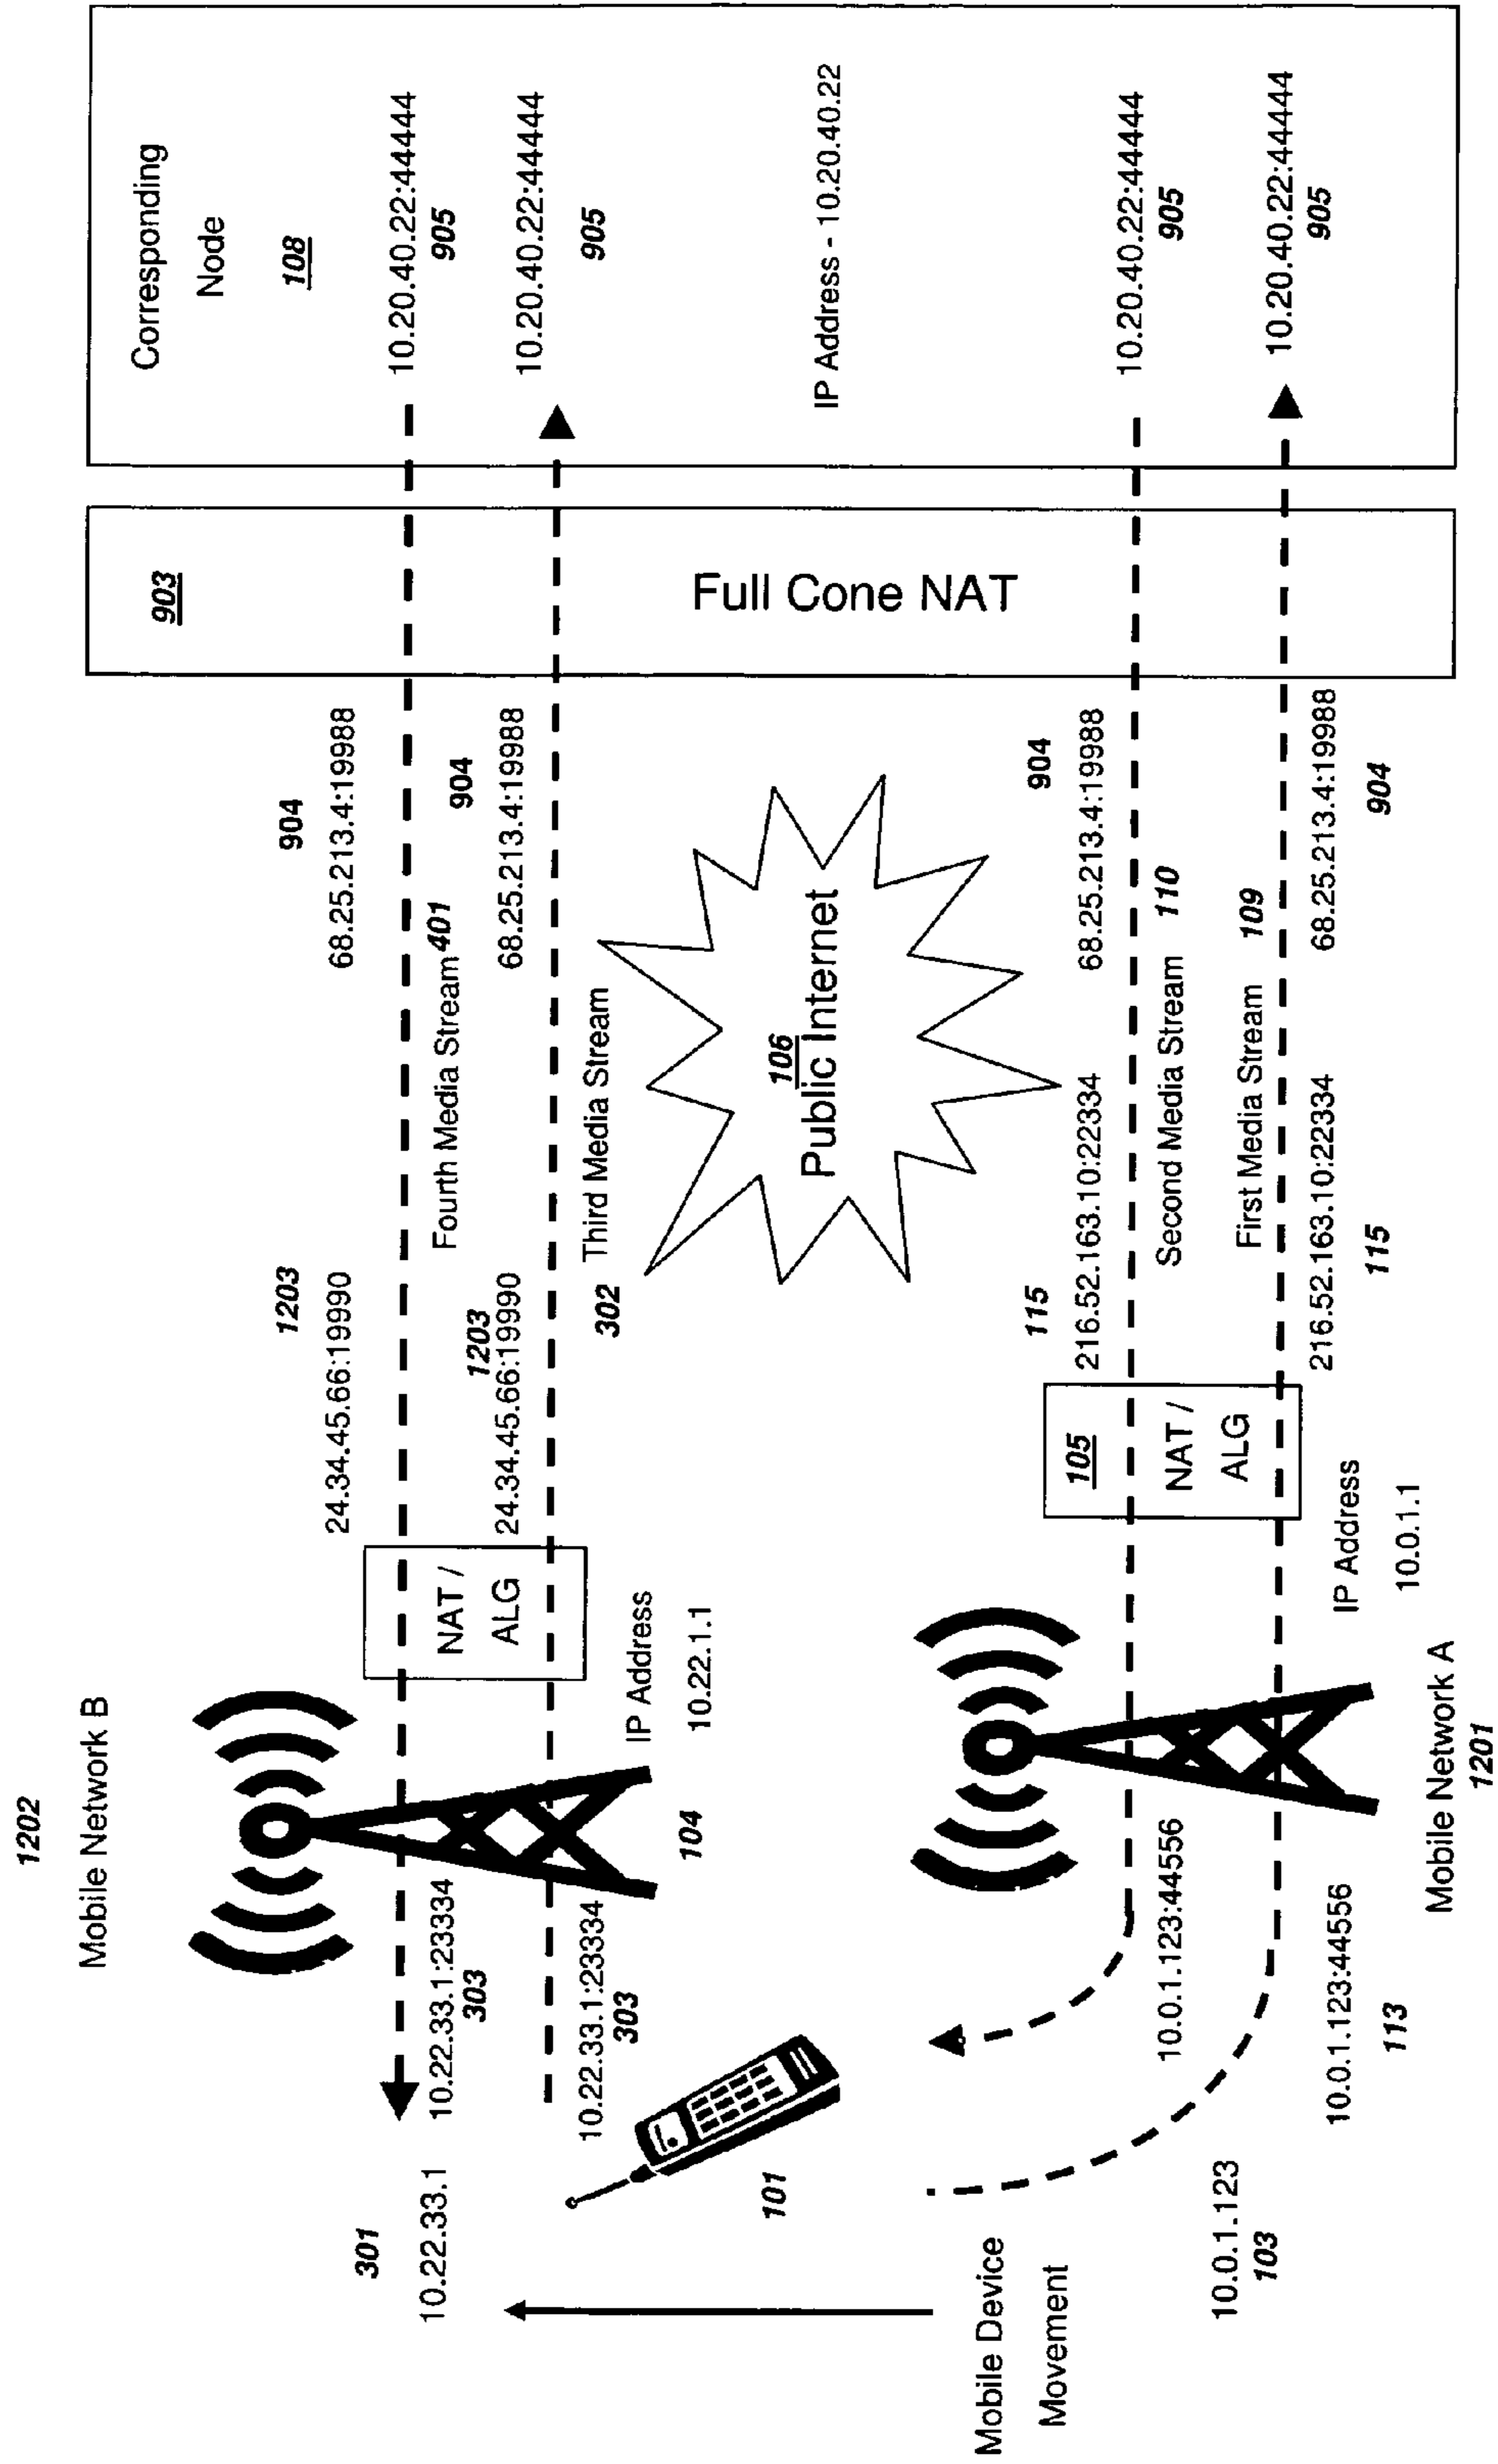 1202
Mobile Network B
301
10.22.33.1
10.22.33.1:23334
303
10.22.33.1:23334
303
104
IP Address
10.22.1.1
NAT /
ALG
1203
24.34.45.66:19990
1203
24.34.45.66:19990
Fourth Media Stream 401
Third Media Stream
302
904
68.25.213.4:19988
904
68.25.213.4:19988
903
Full Cone NAT
Corresponding
Node
108
10.20.40.22:44444
905
10.20.40.22:44444
905
IP Address - 10.20.40.22
10.20.40.22:44444
905
10.20.40.22:44444
905
106
Public Internet
101
Mobile Device
Movement
10.0.1.123
103
10.0.1.123:44556
10.0.1.123:44556
113
Mobile Network A
1201
IP Address
10.0.1.1
105
NAT /
ALG
115
216.52.163.10:22334
Second Media Stream 110
First Media Stream 109
216.52.163.10:22334
115
904
68.25.213.4:19988
68.25.213.4:19988
904